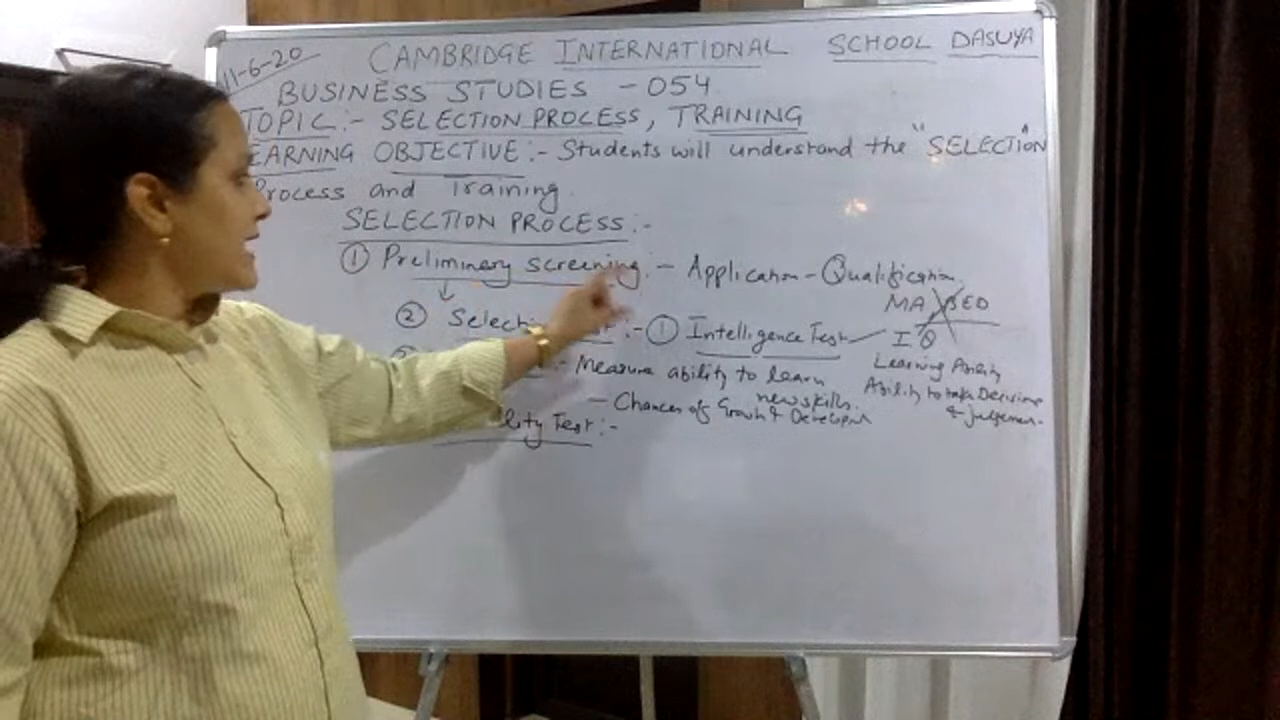 11-6-20
CAMBRIDGE INTERNATIONAL SCHOOL DASUYA
BUSINESS STUDIES - 054
TOPIC:- SELECTION PROCESS, TRAINING
EARNING OBJECTIVE:- Students will understand the "SELECTION"
Process and Training.
SELECTION PROCESS:-
① Preliminary screening:- Application - Qualification
MA, BED
② Selecti :- ① Intelligence Test - IQ
Learning Ability
Ability to take Decisions
& judgement
:- Measure ability to learn
new skills.
- Chances of Growth & Developm
lity Test:-